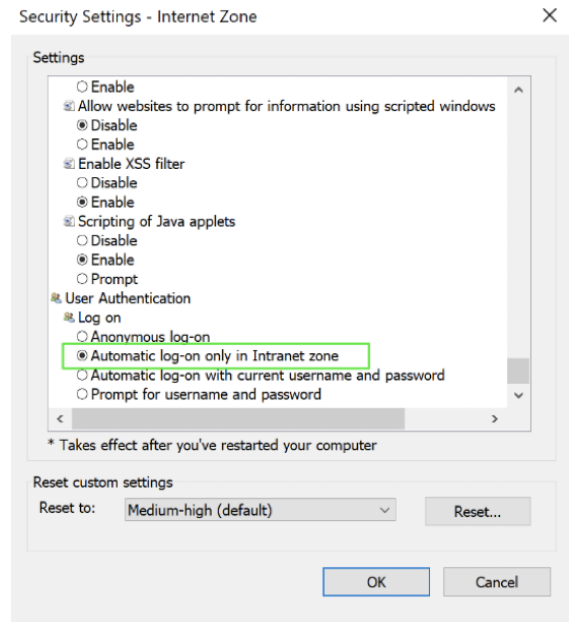 Security Settings - Internet Zone
Settings
Enable
Allow websites to prompt for information using scripted windows
Disable
Enable
Enable XSS filter
Disable
Enable
Scripting of Java applets
Disable
Enable
Prompt
User Authentication
Log on
Anonymous log-on
Automatic log-on only in Intranet zone
Automatic log-on with current username and password
Prompt for username and password
* Takes effect after you've restarted your computer
Reset custom settings
Reset to: Medium-high (default) Reset...
OK Cancel